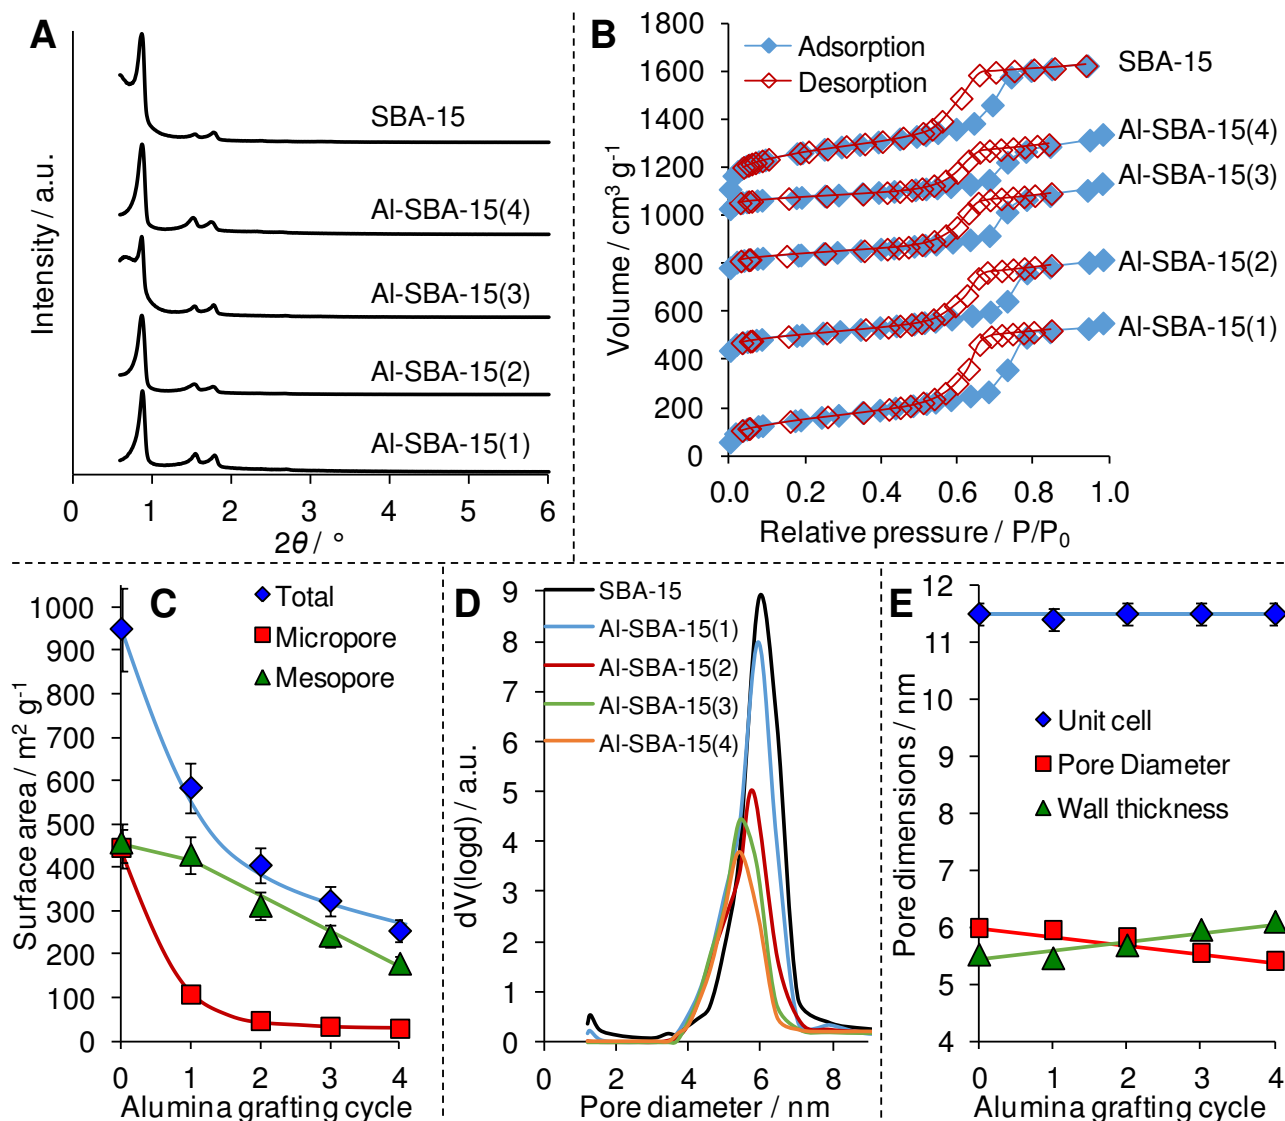 A
Intensity / a.u.
SBA-15
Al-SBA-15(4)
Al-SBA-15(3)
Al-SBA-15(2)
Al-SBA-15(1)
0 1 2 3 4 5 6
2θ / °
B
Volume / cm³ g⁻¹
1800
1600
1400
1200
1000
800
600
400
200
0
Adsorption
Desorption
SBA-15
Al-SBA-15(4)
Al-SBA-15(3)
Al-SBA-15(2)
Al-SBA-15(1)
0.0 0.2 0.4 0.6 0.8 1.0
Relative pressure / P/P₀
C
Surface area / m² g⁻¹
1000
900
800
700
600
500
400
300
200
100
0
Total
Micropore
Mesopore
0 1 2 3 4
Alumina grafting cycle
D
dV(logd) / a.u.
9
8
7
6
5
4
3
2
1
0
SBA-15
Al-SBA-15(1)
Al-SBA-15(2)
Al-SBA-15(3)
Al-SBA-15(4)
0 2 4 6 8
Pore diameter / nm
E
Pore dimensions / nm
12
11
10
9
8
7
6
5
4
Unit cell
Pore Diameter
Wall thickness
0 1 2 3 4
Alumina grafting cycle